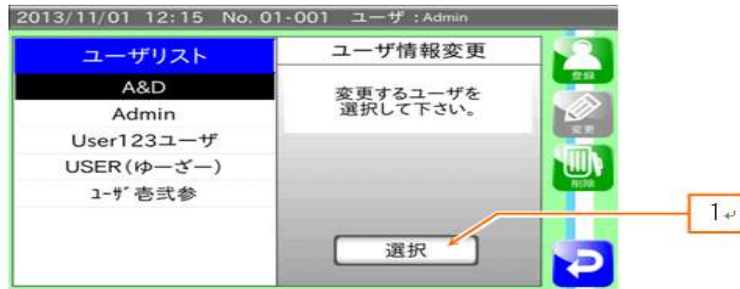 2013/11/01 12:15 No. 01-001 ユーザ：Admin
ユーザリスト
A&D
Admin
User123ユーザ
USER(ゆーざー)
ﾕｰｻﾞ壱弐参
ユーザ情報変更
変更するユーザを
選択して下さい。
選択
登録
変更
削除
1↵